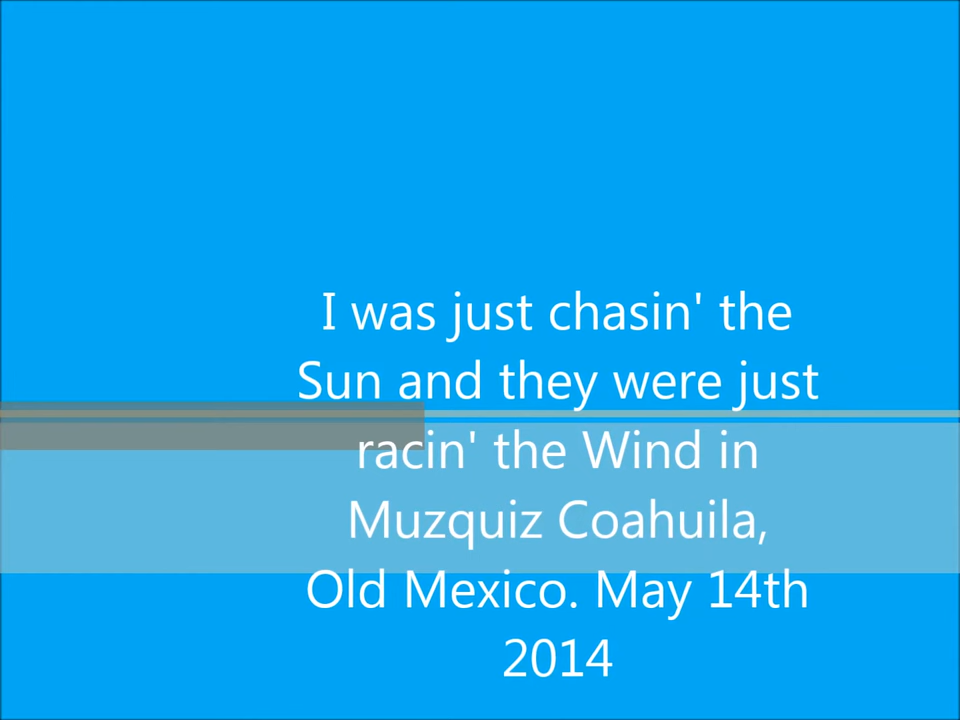 I was just chasin' the
Sun and they were just
racin' the Wind in
Muzquiz Coahuila,
Old Mexico. May 14th
2014